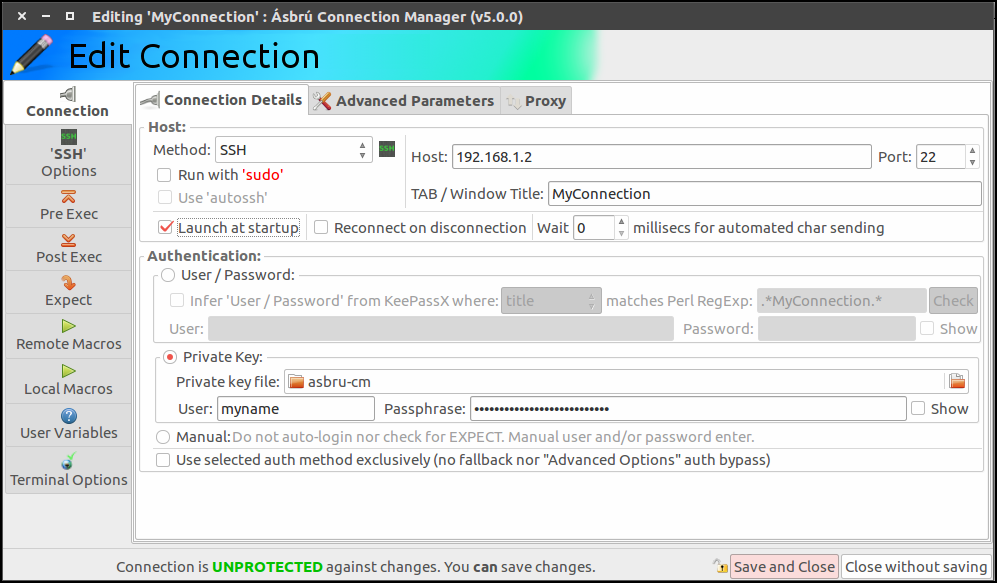 Editing 'MyConnection' : Ásbrú Connection Manager (v5.0.0)
Edit Connection
Connection
SSH
'SSH'
Options
Pre Exec
Post Exec
Expect
Remote Macros
Local Macros
User Variables
Terminal Options
Connection Details Advanced Parameters Proxy
Host:
Method: SSH SSH Host: 192.168.1.2 Port: 22
Run with 'sudo'
Use 'autossh' TAB / Window Title: MyConnection
Launch at startup Reconnect on disconnection Wait 0 millisecs for automated char sending
Authentication:
User / Password:
Infer 'User / Password' from KeePassX where: title matches Perl RegExp: .*MyConnection.* Check
User: Password: Show
Private Key:
Private key file: asbru-cm
User: myname Passphrase: ••••••••••••••••••••••••••• Show
Manual: Do not auto-login nor check for EXPECT. Manual user and/or password enter.
Use selected auth method exclusively (no fallback nor "Advanced Options" auth bypass)
Connection is UNPROTECTED against changes. You can save changes. Save and Close Close without saving